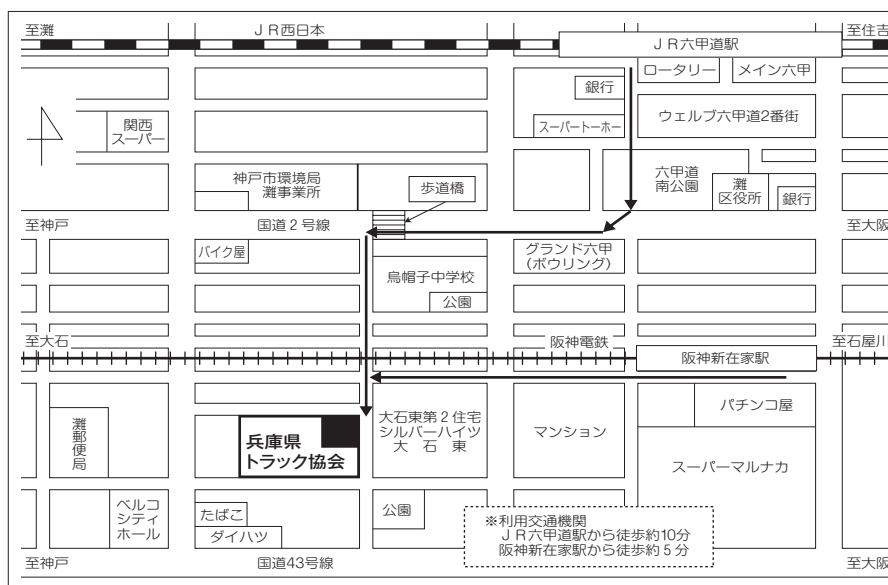 至灘
JR西日本
JR六甲道駅
至住吉
ロータリー
メイン六甲
銀行
スーパートーホー
ウェルブ六甲道2番街
関西
スーパー
神戸市環境局
灘事業所
歩道橋
六甲道
南公園
灘
区役所
銀行
至神戸
国道2号線
至大阪
バイク屋
グランド六甲
(ボウリング)
烏帽子中学校
公園
至大石
阪神電鉄
阪神新在家駅
至石屋川
灘郵便局
兵庫県
トラック協会
大石東第2住宅
シルバーハイツ
大石東
マンション
パチンコ屋
スーパーマルナカ
ベルコ
シティ
ホール
たばこ
ダイハツ
公園
※利用交通機関
JR六甲道駅から徒歩約10分
阪神新在家駅から徒歩約5分
至神戸
国道43号線
至大阪